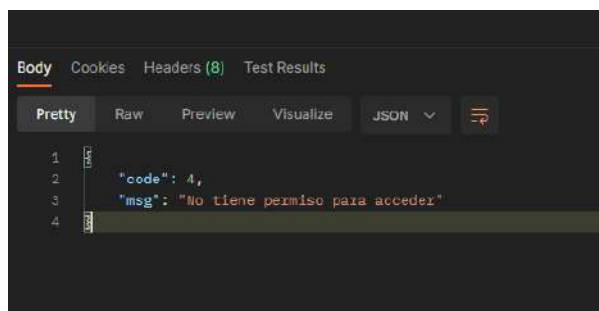 Body Cookies Headers (8) Test Results
Pretty Raw Preview Visualize JSON
1 {
2 "code": 4,
3 "msg": "No tiene permiso para acceder"
4 }